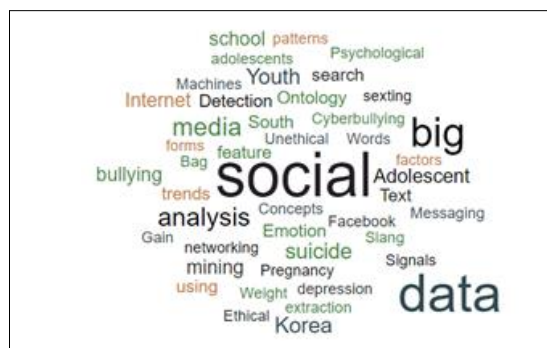 school patterns
adolescents Psychological
Machines Youth search
Internet Detection Ontology sexting
media South Cyberbullying
Unethical Words big
forms feature
Bag factors
bullying social Adolescent
trends Text
analysis Concepts Messaging
Facebook
Gain Emotion Slang
networking suicide
mining Pregnancy Signals
using Weight depression data
extraction
Ethical Korea